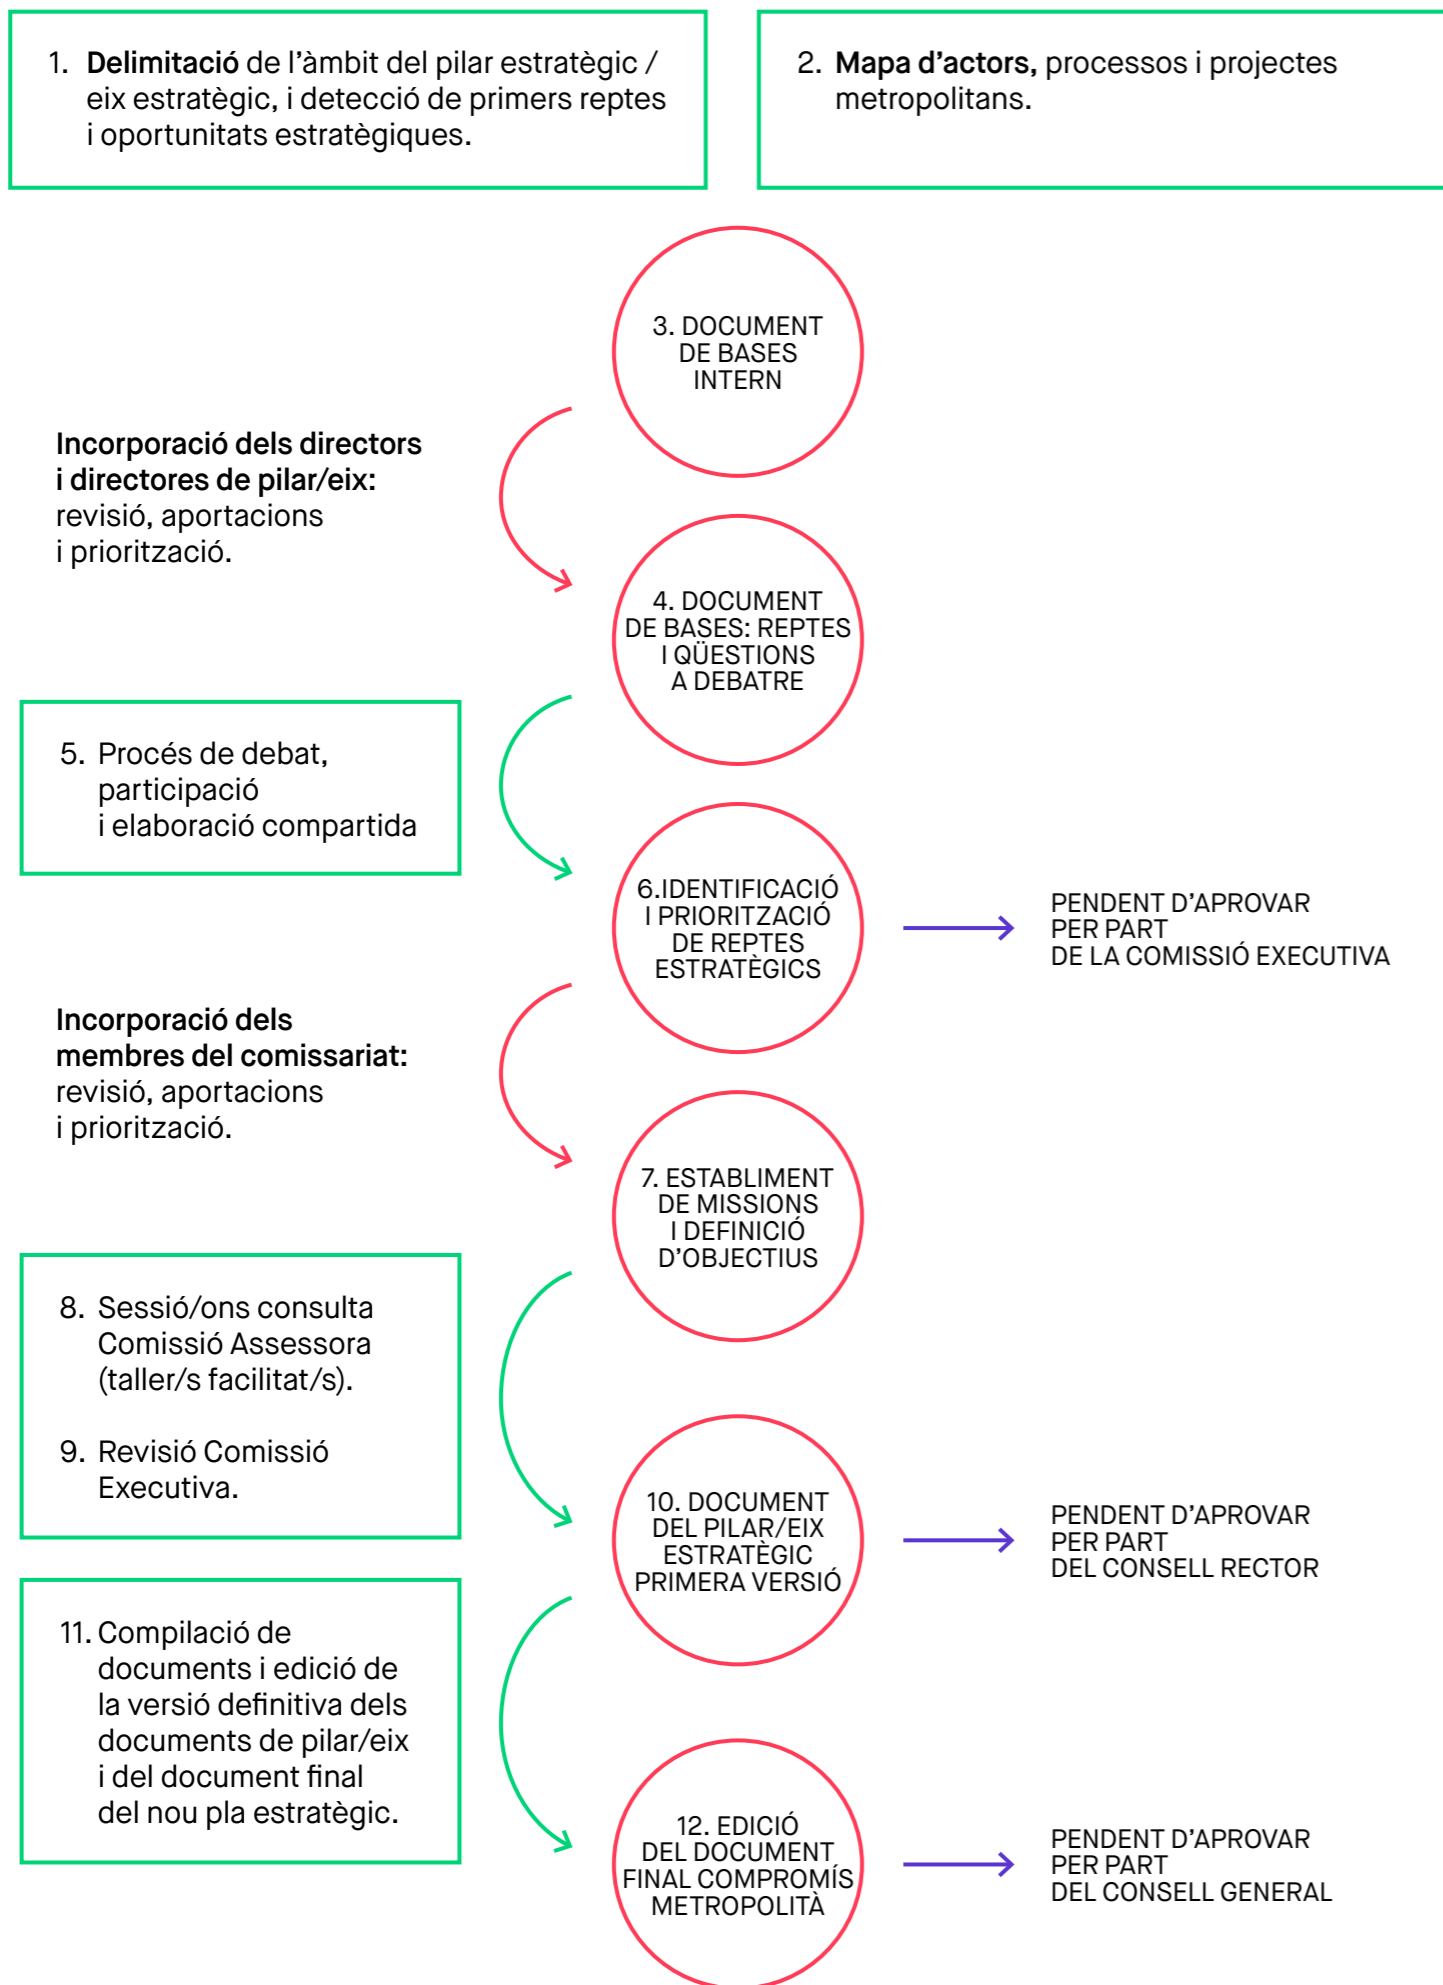 1. Delimitació de l’àmbit del pilar estratègic /
eix estratègic, i detecció de primers reptes
i oportunitats estratègiques.
2. Mapa d’actors, processos i projectes
metropolitans.
3. DOCUMENT
DE BASES
INTERN
Incorporació dels directors
i directores de pilar/eix:
revisió, aportacions
i priorització.
4. DOCUMENT
DE BASES: REPTES
I QÜESTIONS
A DEBATRE
5. Procés de debat,
participació
i elaboració compartida
6.IDENTIFICACIÓ
I PRIORITZACIÓ
DE REPTES
ESTRATÈGICS
PENDENT D’APROVAR
PER PART
DE LA COMISSIÓ EXECUTIVA
Incorporació dels
membres del comissariat:
revisió, aportacions
i priorització.
7. ESTABLIMENT
DE MISSIONS
I DEFINICIÓ
D’OBJECTIUS
8. Sessió/ons consulta
Comissió Assessora
(taller/s facilitat/s).
9. Revisió Comissió
Executiva.
10. DOCUMENT
DEL PILAR/EIX
ESTRATÈGIC
PRIMERA VERSIÓ
PENDENT D’APROVAR
PER PART
DEL CONSELL RECTOR
11. Compilació de
documents i edició de
la versió definitiva dels
documents de pilar/eix
i del document final
del nou pla estratègic.
12. EDICIÓ
DEL DOCUMENT
FINAL COMPROMÍS
METROPOLITÀ
PENDENT D’APROVAR
PER PART
DEL CONSELL GENERAL